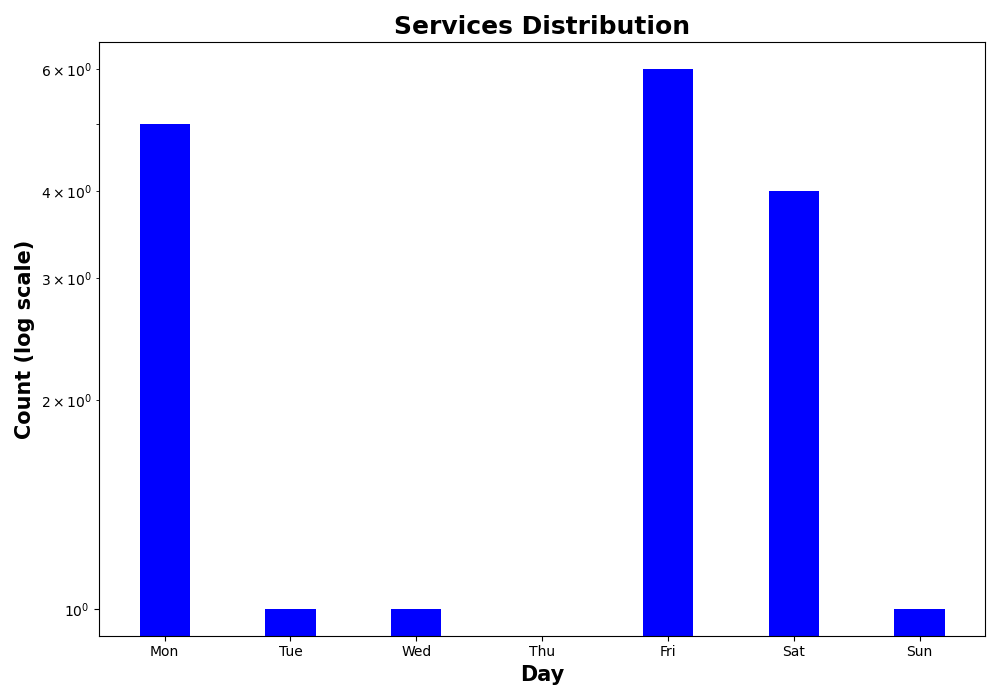 Services Distribution
6 × 10⁰
4 × 10⁰
3 × 10⁰
2 × 10⁰
10⁰
Count (log scale)
Mon Tue Wed Thu Fri Sat Sun
Day